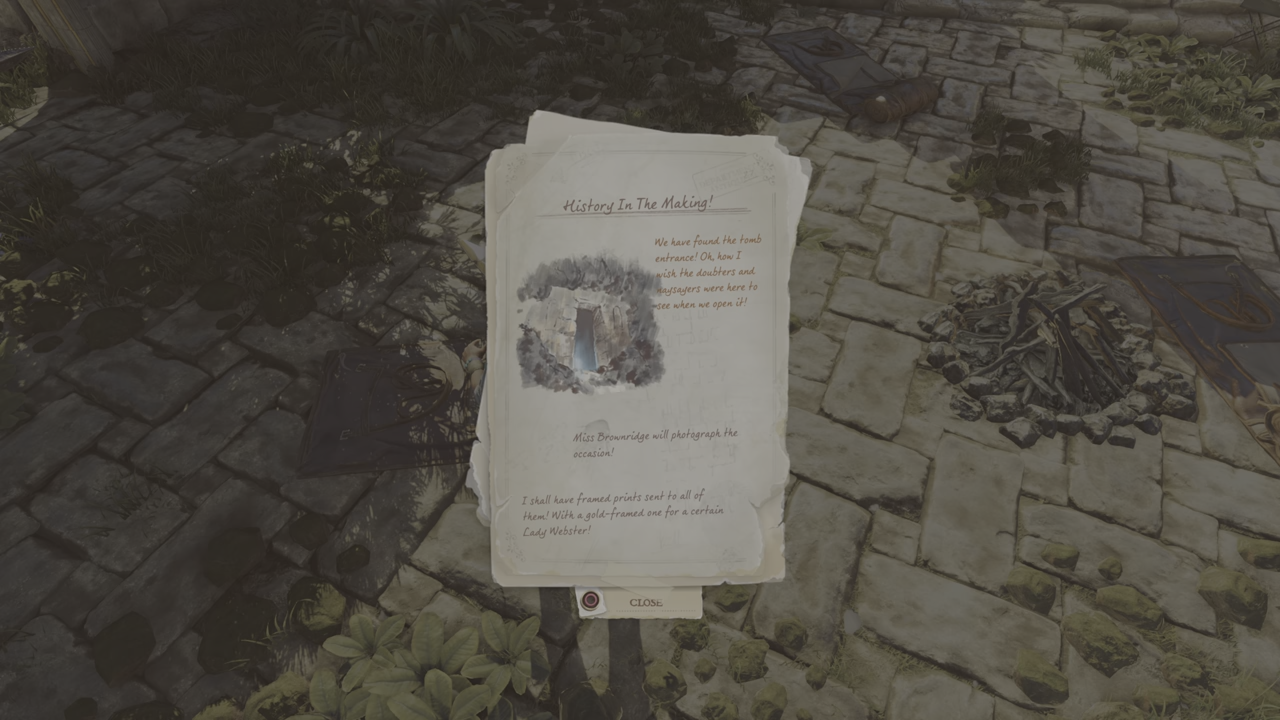 History In The Making!
We have found the tomb
entrance! Oh, how I
wish the doubters and
naysayers were here to
see when we open it!
Miss Brownridge will photograph the
occasion!
I shall have framed prints sent to all of
them! With a gold-framed one for a certain
Lady Webster!
CLOSE